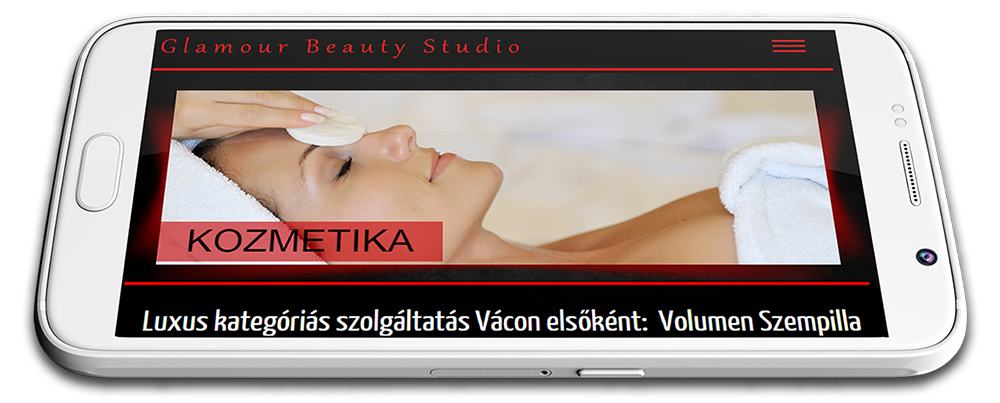 Glamour Beauty Studio
KOZMETIKA
Luxus kategóriás szolgáltatás Vácon elsőként: Volumen Szempilla